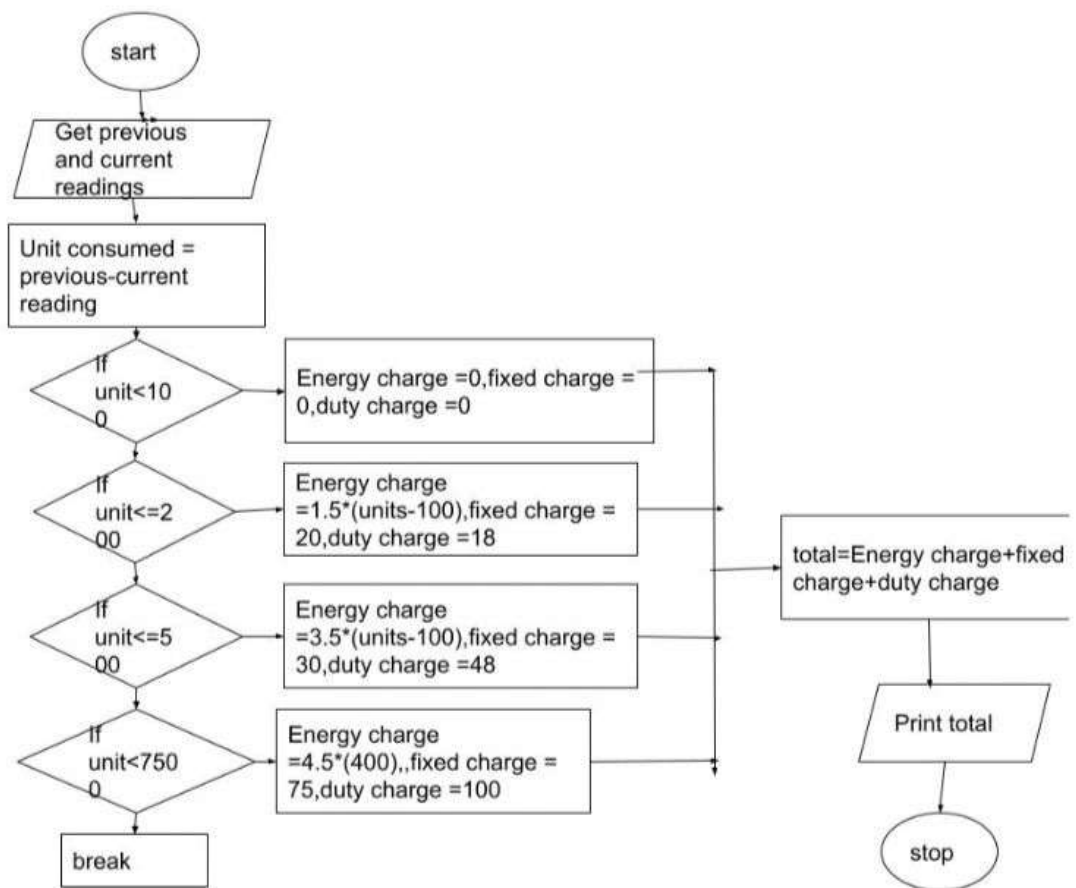 start
Get previous
and current
readings
Unit consumed =
previous-current
reading
If
unit<10
0
Energy charge =0,fixed charge =
0,duty charge =0
If
unit<=2
00
Energy charge
=1.5*(units-100),fixed charge =
20,duty charge =18
If
unit<=5
00
Energy charge
=3.5*(units-100),fixed charge =
30,duty charge =48
If
unit<750
0
Energy charge
=4.5*(400),,fixed charge =
75,duty charge =100
break
total=Energy charge+fixed
charge+duty charge
Print total
stop